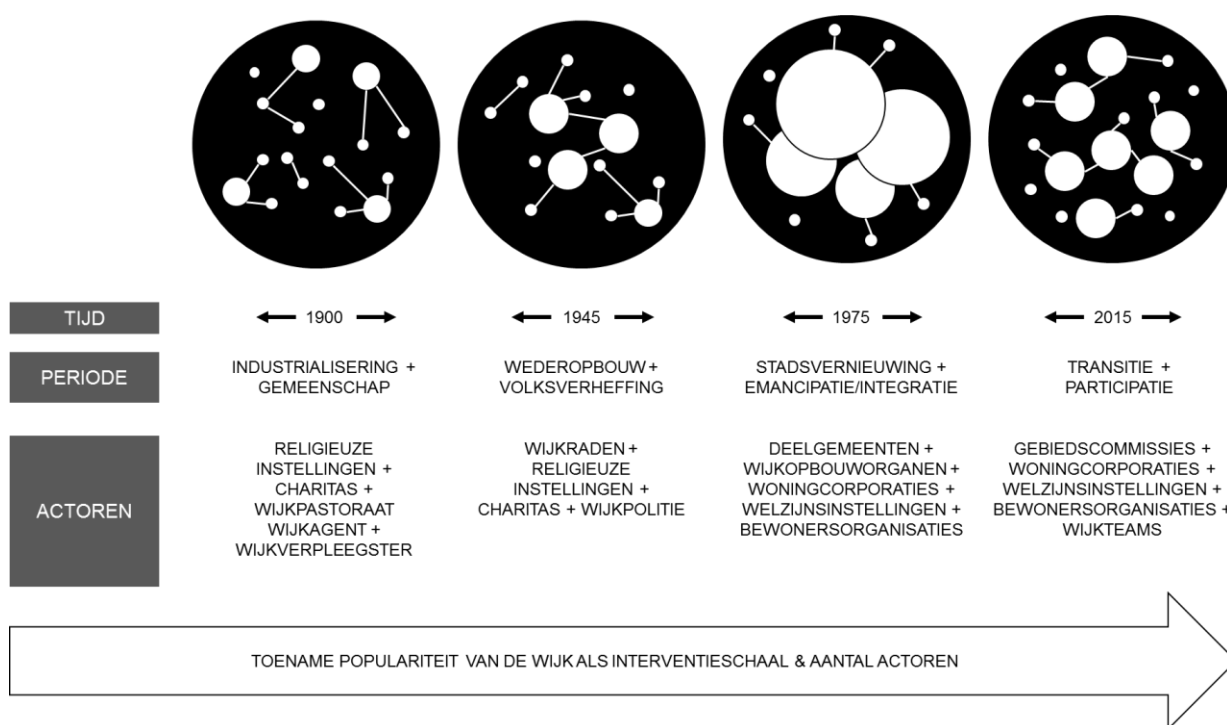 TIJD
1900
1945
1975
2015
PERIODE
INDUSTRIALISERING +
GEMEENSCHAP
WEDEROPBOUW +
VOLKSVERHEFFING
STADSVERNIEUWING +
EMANCIPATIE/INTEGRATIE
TRANSITIE +
PARTICIPATIE
ACTOREN
RELIGIEUZE
INSTELLINGEN +
CHARITAS +
WIJKPASTORAAT
WIJKAGENT +
WIJKVERPLEEGSTER
WIJKRADEN +
RELIGIEUZE
INSTELLINGEN +
CHARITAS + WIJKPOLITIE
DEELGEMEENTEN +
WIJKOPBOUWORGANEN +
WONINGCORPORATIES +
WELZIJNSINSTELLINGEN +
BEWONERSORGANISATIES
GEBIEDSCOMMISSIES +
WONINGCORPORATIES +
WELZIJNSINSTELLINGEN +
BEWONERSORGANISATIES +
WIJKTEAMS
TOENAME POPULARITEIT VAN DE WIJK ALS INTERVENTIESCHAAL & AANTAL ACTOREN